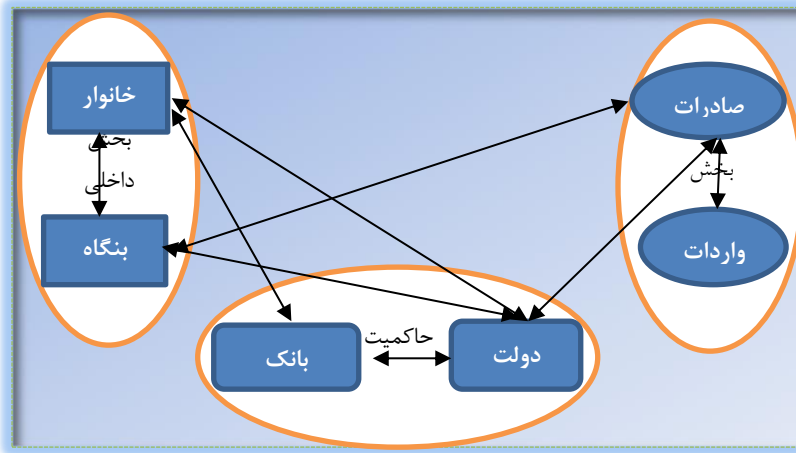 خانوار
صادرات
بخش
داخلی
بخش
بنگاه
واردات
حاکمیت
بانک
دولت